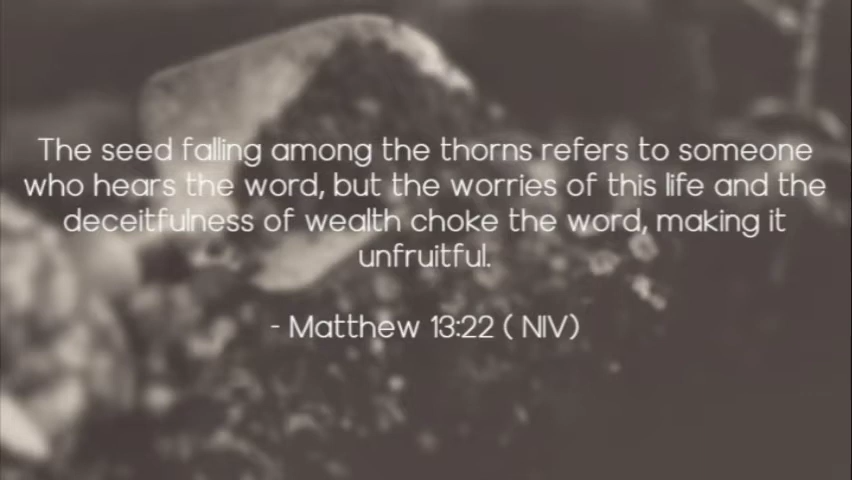 The seed falling among the thorns refers to someone
who hears the word, but the worries of this life and the
deceitfulness of wealth choke the word, making it
unfruitful.
- Matthew 13:22 ( NIV)